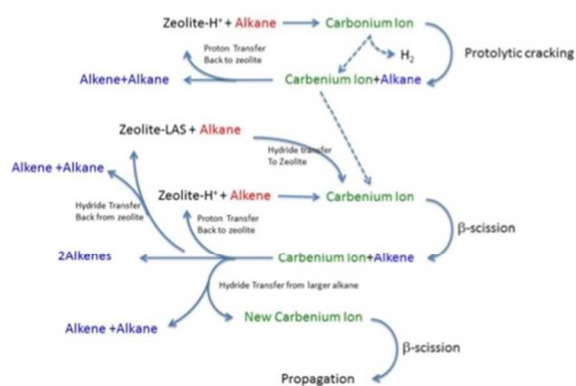 Zeolite-H⁺ + Alkane Carbonium Ion
Proton Transfer
Back to zeolite
H₂
Protolytic cracking
Alkene+Alkane Carbenium Ion+Alkane
Zeolite-LAS + Alkane
Hydride transfer
To Zeolite
Alkene +Alkane
Zeolite-H⁺ + Alkene Carbenium Ion
Hydride Transfer
Back from zeolite
Proton Transfer
Back to zeolite
β-scission
2Alkenes Carbenium Ion+Alkene
Hydride Transfer from larger alkane
Alkene +Alkane
New Carbenium Ion
β-scission
Propagation